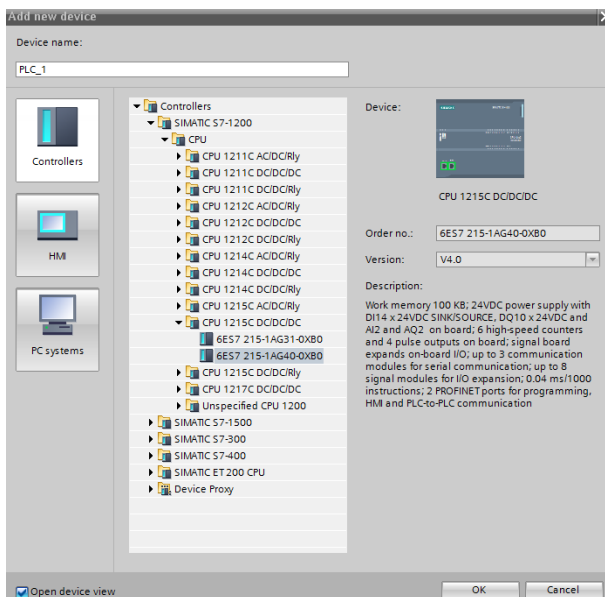 Add new device
Device name:
PLC_1
Controllers
HMI
PC systems
Controllers
SIMATIC S7-1200
CPU
CPU 1211C AC/DC/Rly
CPU 1211C DC/DC/DC
CPU 1211C DC/DC/Rly
CPU 1212C AC/DC/Rly
CPU 1212C DC/DC/DC
CPU 1212C DC/DC/Rly
CPU 1214C AC/DC/Rly
CPU 1214C DC/DC/DC
CPU 1214C DC/DC/Rly
CPU 1215C AC/DC/Rly
CPU 1215C DC/DC/DC
6ES7 215-1AG31-0XB0
6ES7 215-1AG40-0XB0
CPU 1215C DC/DC/Rly
CPU 1217C DC/DC/DC
Unspecified CPU 1200
SIMATIC S7-1500
SIMATIC S7-300
SIMATIC S7-400
SIMATIC ET 200 CPU
Device Proxy
Device:
CPU 1215C DC/DC/DC
Order no.:
6ES7 215-1AG40-0XB0
Version:
V4.0
Description:
Work memory 100 KB; 24VDC power supply with
DI14 x 24VDC SINK/SOURCE, DQ10 x 24VDC and
AI2 and AQ2 on board; 6 high-speed counters
and 4 pulse outputs on board; signal board
expands on-board I/O; up to 3 communication
modules for serial communication; up to 8
signal modules for I/O expansion; 0.04 ms/1000
instructions; 2 PROFINET ports for programming,
HMI and PLC-to-PLC communication
Open device view
OK
Cancel